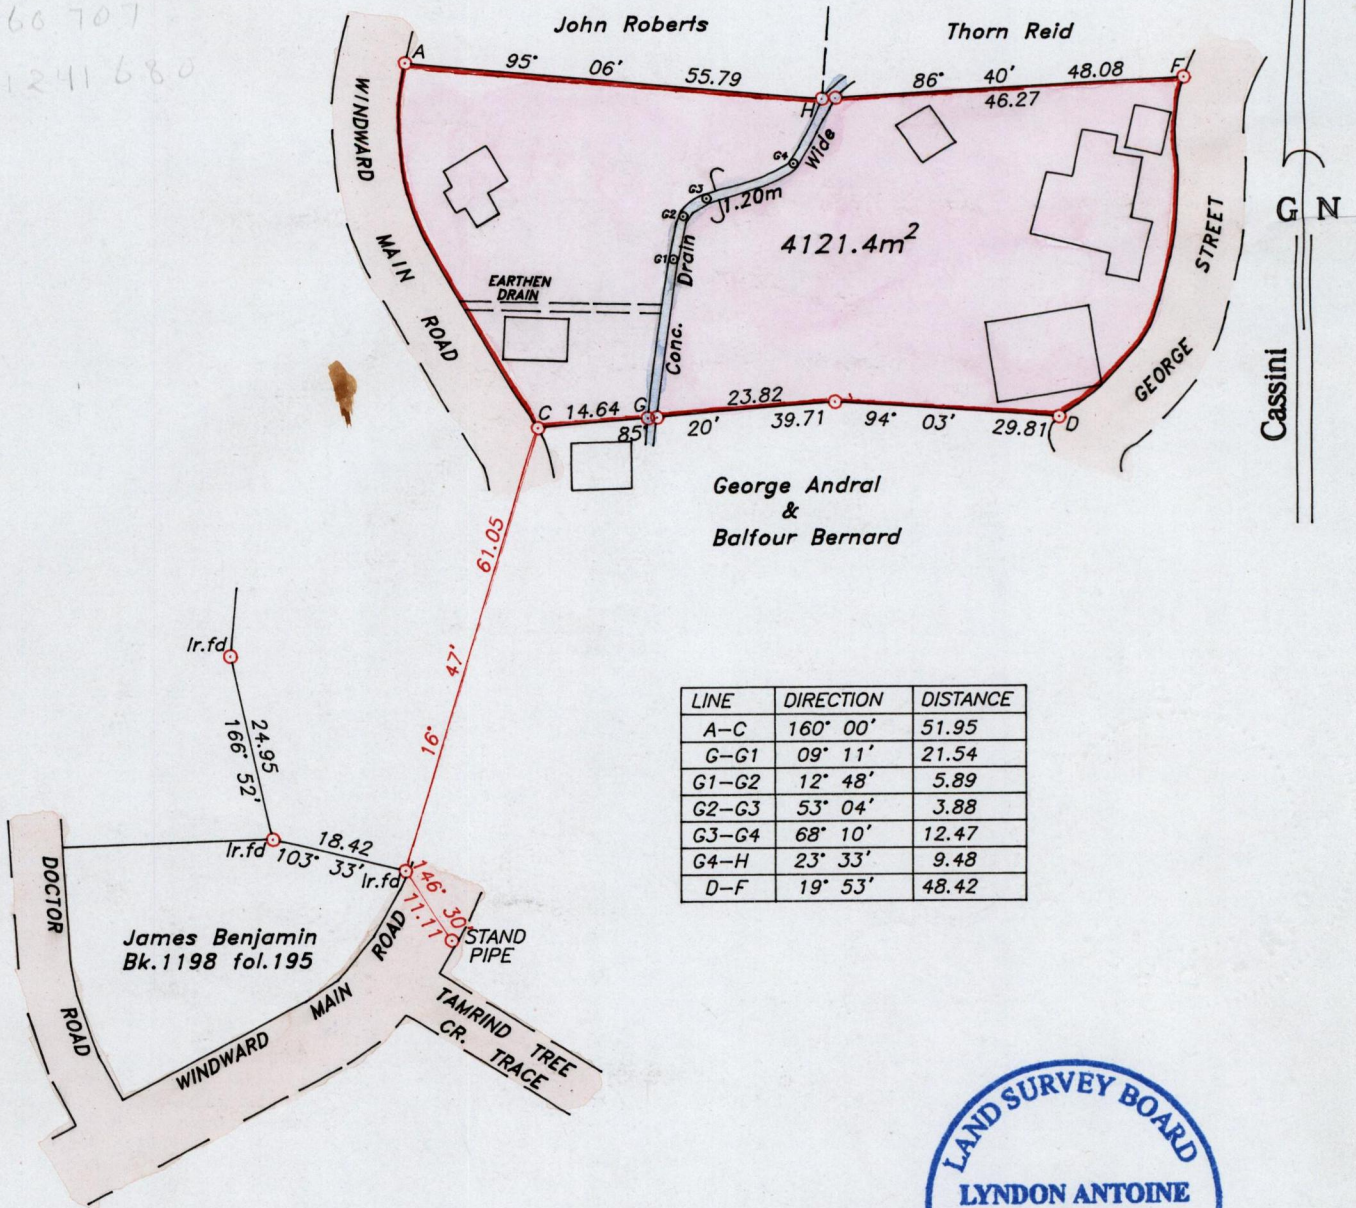 60 707
1241 680
John Roberts
Thorn Reid
A
95° 06' 55.79
H
86° 40' 48.08
46.27
F
WINDWARD MAIN ROAD
G4
G3
G2
G1
Conc. Drain 1.20m Wide
4121.4m²
EARTHEN
DRAIN
GEORGE STREET
G N
Cassini
C
14.64
G
23.82
85° 20' 39.71
94° 03' 29.81
D
George Andral
&
Balfour Bernard
16° 47' 61.05
Ir.fd
24.95
166° 52'
Ir.fd
18.42
103° 33'
Ir.fd
146° 30'
11.11
STAND
PIPE
DOCTOR ROAD
James Benjamin
Bk.1198 fol.195
WINDWARD MAIN ROAD
TAMRIND TREE
CR. TRACE
LINE DIRECTION DISTANCE
A-C 160° 00' 51.95
G-G1 09° 11' 21.54
G1-G2 12° 48' 5.89
G2-G3 53° 04' 3.88
G3-G4 68° 10' 12.47
G4-H 23° 33' 9.48
D-F 19° 53' 48.42
LAND SURVEY BOARD
LYNDON ANTOINE